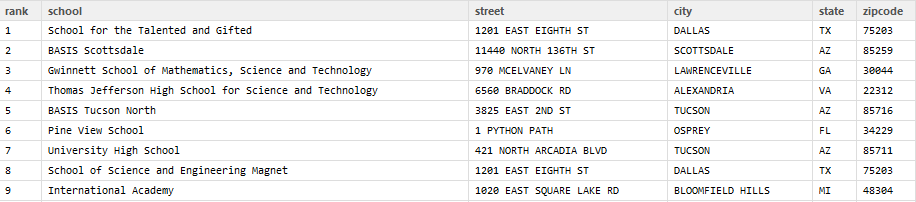 rank school street city state zipcode
1 School for the Talented and Gifted 1201 EAST EIGHTH ST DALLAS TX 75203
2 BASIS Scottsdale 11440 NORTH 136TH ST SCOTTSDALE AZ 85259
3 Gwinnett School of Mathematics, Science and Technology 970 MCELVANEY LN LAWRENCEVILLE GA 30044
4 Thomas Jefferson High School for Science and Technology 6560 BRADDOCK RD ALEXANDRIA VA 22312
5 BASIS Tucson North 3825 EAST 2ND ST TUCSON AZ 85716
6 Pine View School 1 PYTHON PATH OSPREY FL 34229
7 University High School 421 NORTH ARCADIA BLVD TUCSON AZ 85711
8 School of Science and Engineering Magnet 1201 EAST EIGHTH ST DALLAS TX 75203
9 International Academy 1020 EAST SQUARE LAKE RD BLOOMFIELD HILLS MI 48304